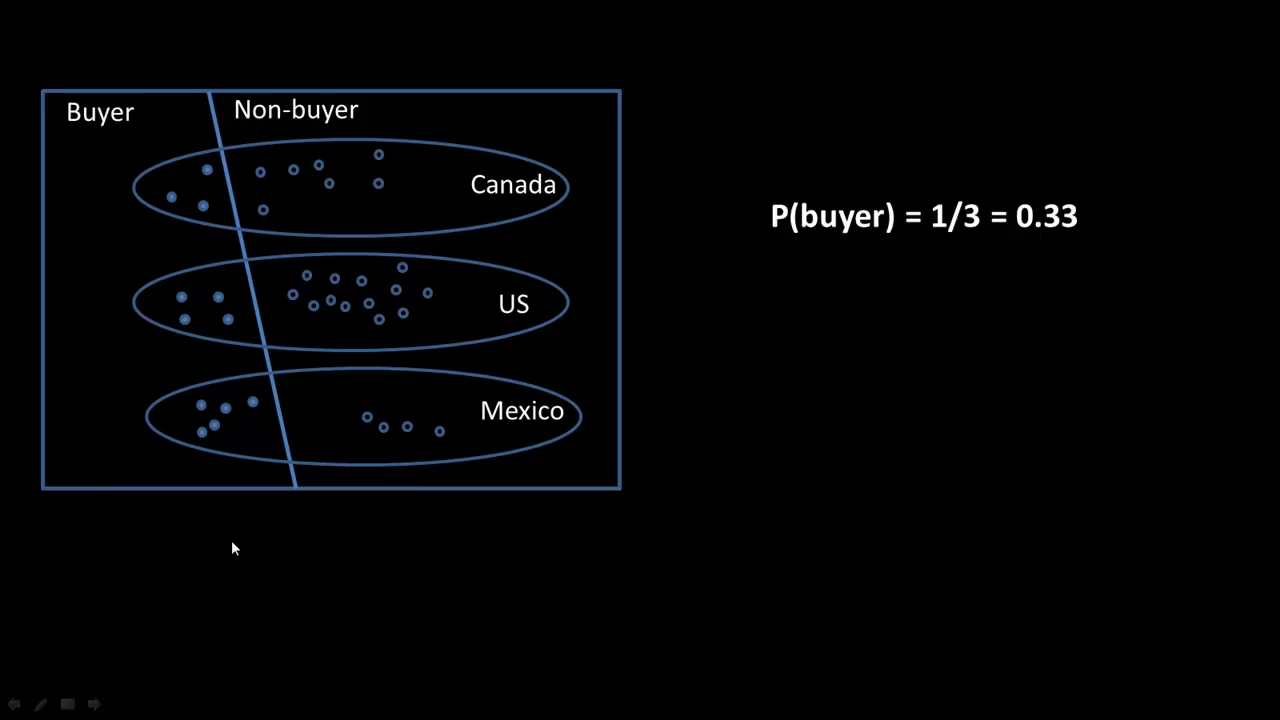 Buyer
Non-buyer
Canada
US
Mexico
P(buyer) = 1/3 = 0.33